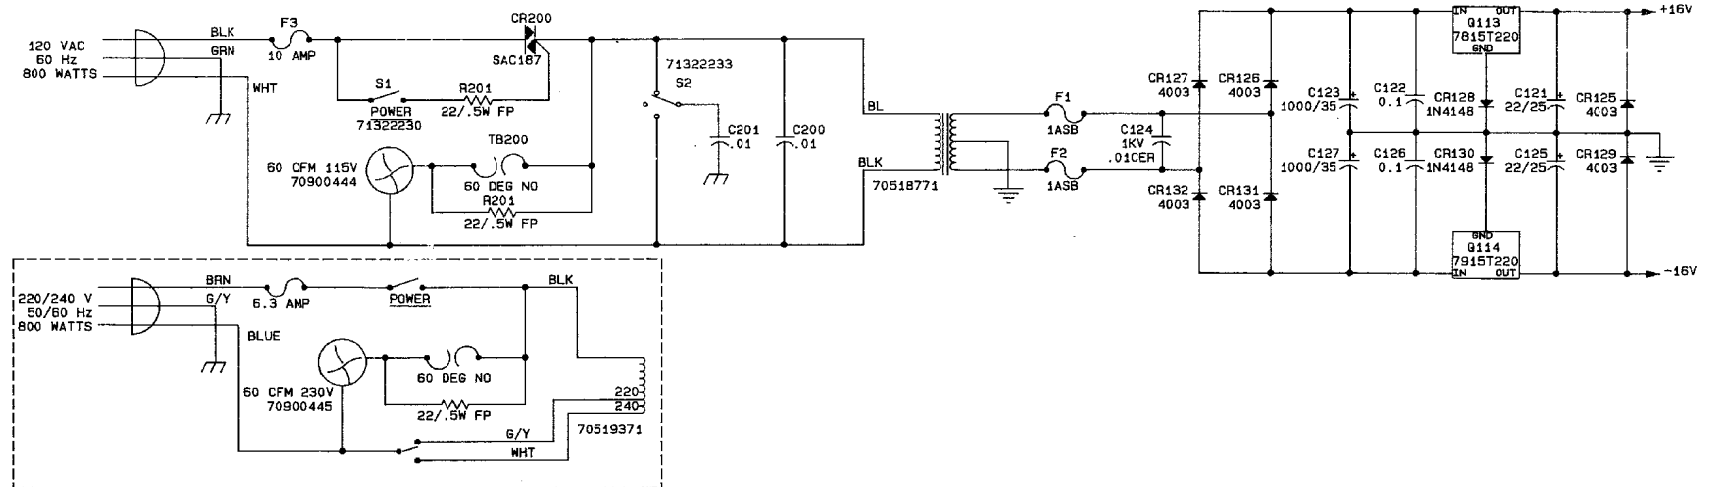 120 VAC
60 Hz
800 WATTS
BLK
GRN
WHT
F3
10 AMP
CR200
SAC187
S1
POWER
71322230
R201
22/.5W FP
60 CFM 115V
70900444
TB200
60 DEG NO
R201
22/.5W FP
71322233
S2
C201
.01
C200
.01
BL
BLK
70518771
F1
1ASB
F2
1ASB
C124
1KV
.01CER
CR127
4003
CR126
4003
CR132
4003
CR131
4003
C123
1000/35
+
C127
1000/35
+
C122
0.1
C126
0.1
IN OUT
Q113
7815T220
GND
CR128
1N4148
CR130
1N4148
GND
Q114
7915T220
IN OUT
C121
22/25
+
C125
22/25
+
CR125
4003
CR129
4003
+16V
-16V
220/240 V
50/60 Hz
800 WATTS
BRN
G/Y
BLUE
6.3 AMP
POWER
BLK
60 CFM 230V
70900445
60 DEG NO
22/.5W FP
220
240
70519371
G/Y
WHT